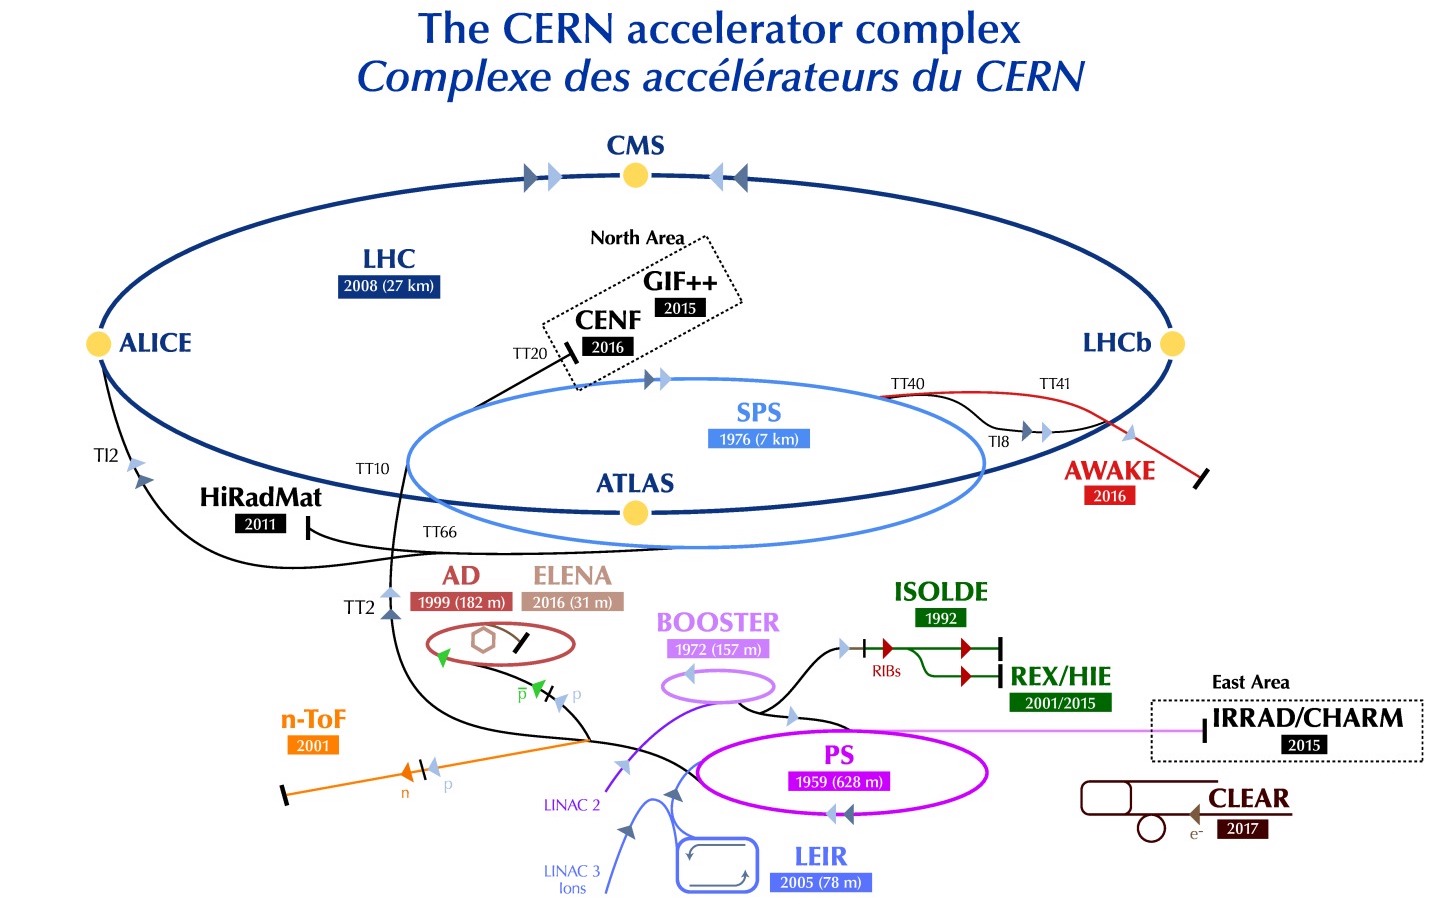 The CERN accelerator complex
Complexe des accélérateurs du CERN
CMS
North Area
LHC
2008 (27 km)
GIF++
2015
CENF
2016
ALICE
LHCb
TT20
TT40
TT41
SPS
1976 (7 km)
TI8
TI2
TT10
AWAKE
2016
ATLAS
HiRadMat
2011
TT66
AD
1999 (182 m)
ELENA
2016 (31 m)
TT2
ISOLDE
1992
BOOSTER
1972 (157 m)
RIBs
REX/HIE
2001/2015
p̅
p
East Area
IRRAD/CHARM
2015
n-ToF
2001
n
p
PS
1959 (628 m)
LINAC 2
CLEAR
2017
e-
LINAC 3
Ions
LEIR
2005 (78 m)